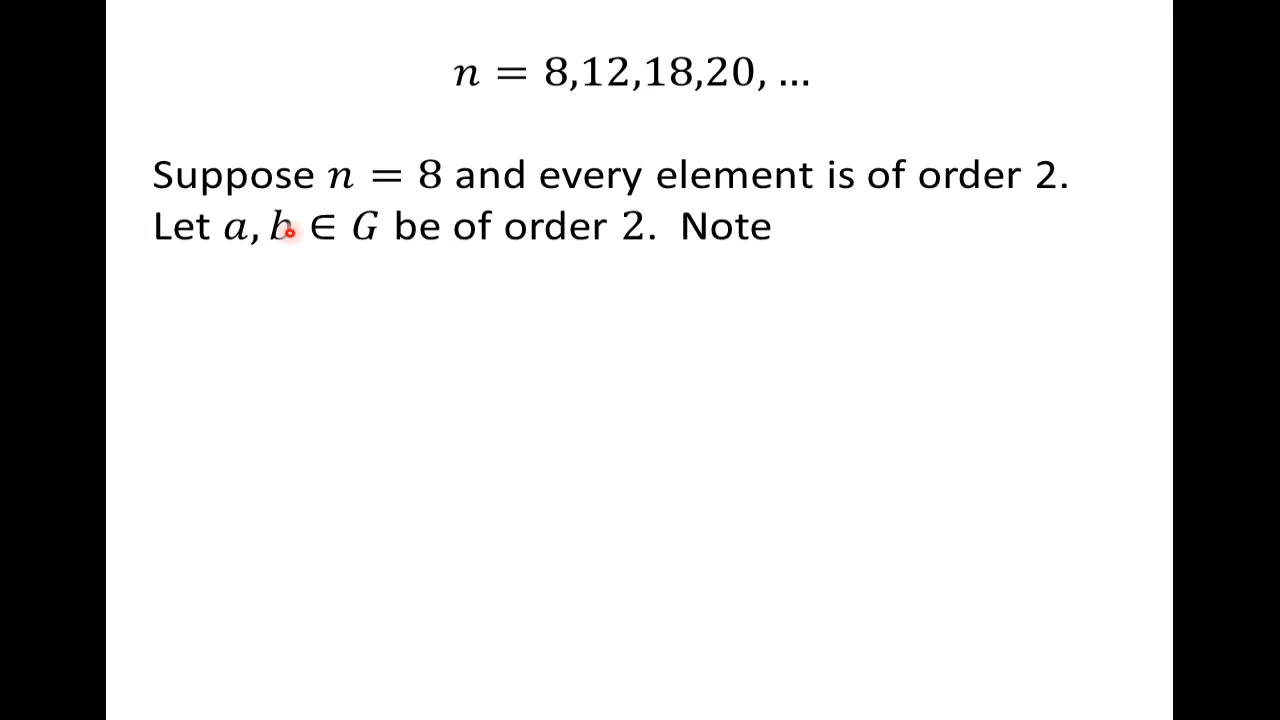 n = 8,12,18,20, ...
Suppose n = 8 and every element is of order 2.
Let a, b ∈ G be of order 2. Note